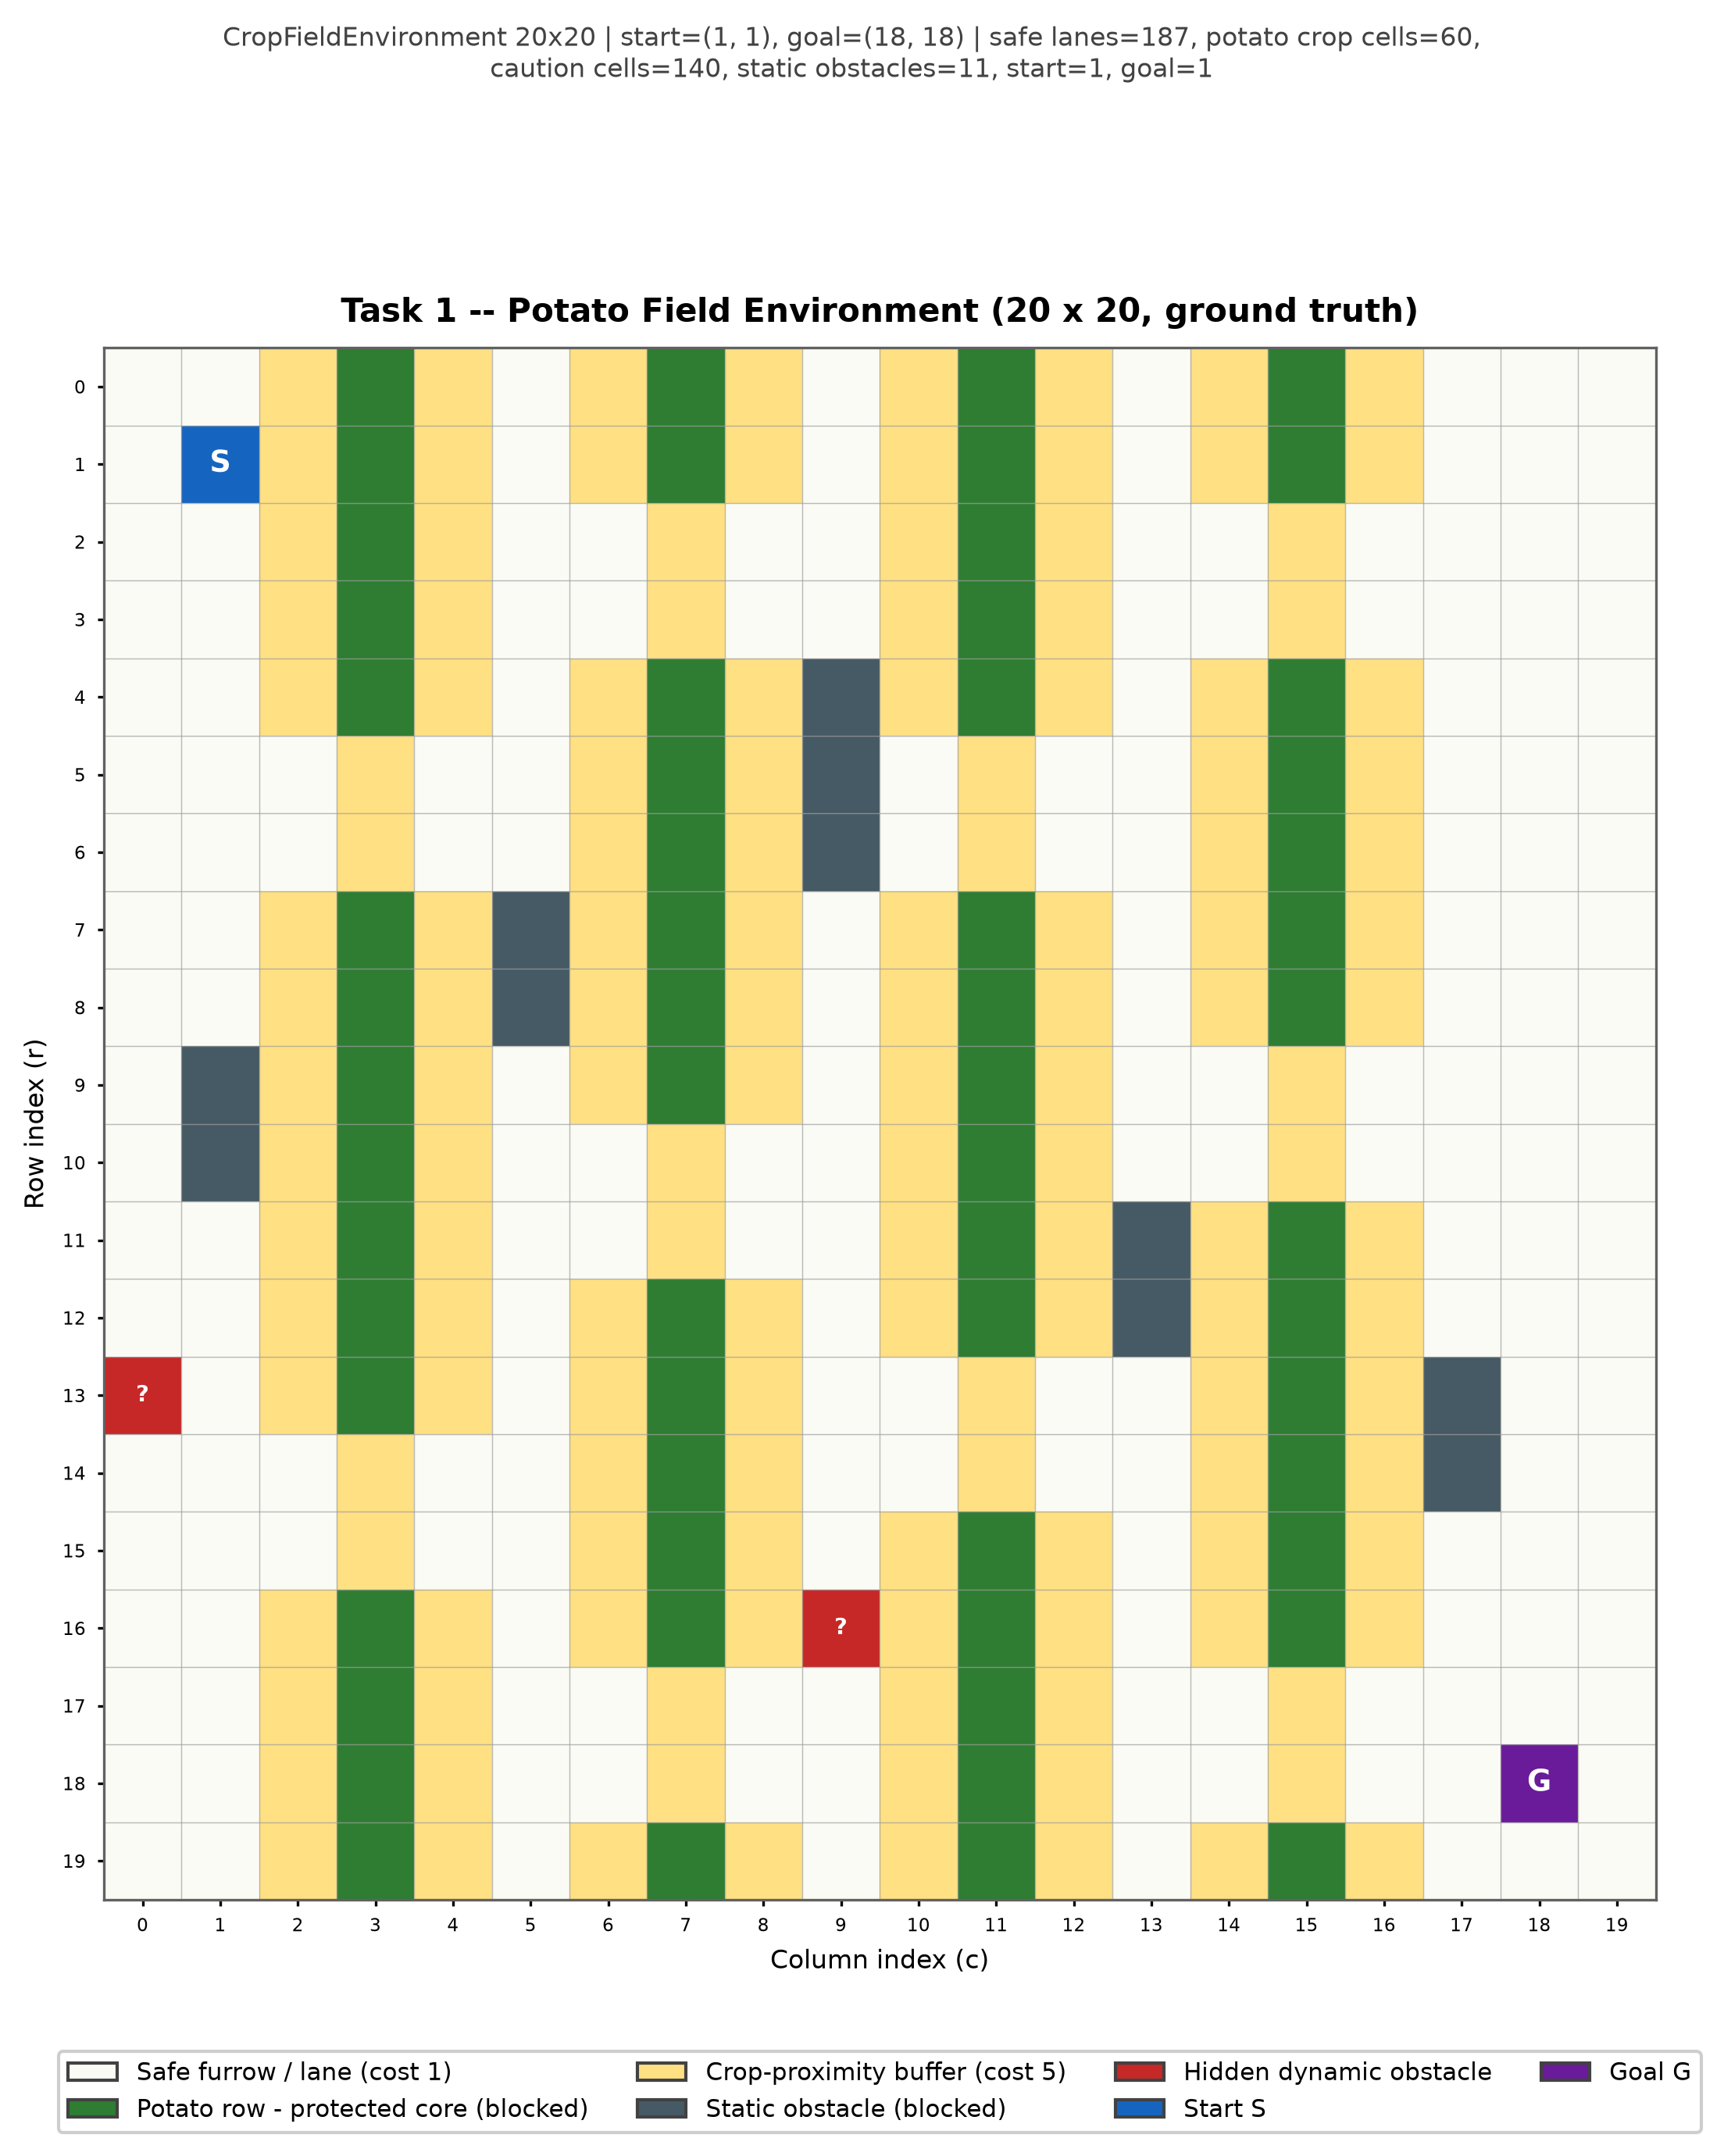 CropFieldEnvironment 20x20 | start=(1, 1), goal=(18, 18) | safe lanes=187, potato crop cells=60,
caution cells=140, static obstacles=11, start=1, goal=1
Task 1 -- Potato Field Environment (20 x 20, ground truth)
0
1
S
2
3
4
5
6
7
8
9
10
11
12
13
?
14
15
16
?
17
18
G
19
Row index (r)
0 1 2 3 4 5 6 7 8 9 10 11 12 13 14 15 16 17 18 19
Column index (c)
Safe furrow / lane (cost 1)
Potato row - protected core (blocked)
Crop-proximity buffer (cost 5)
Static obstacle (blocked)
Hidden dynamic obstacle
Start S
Goal G